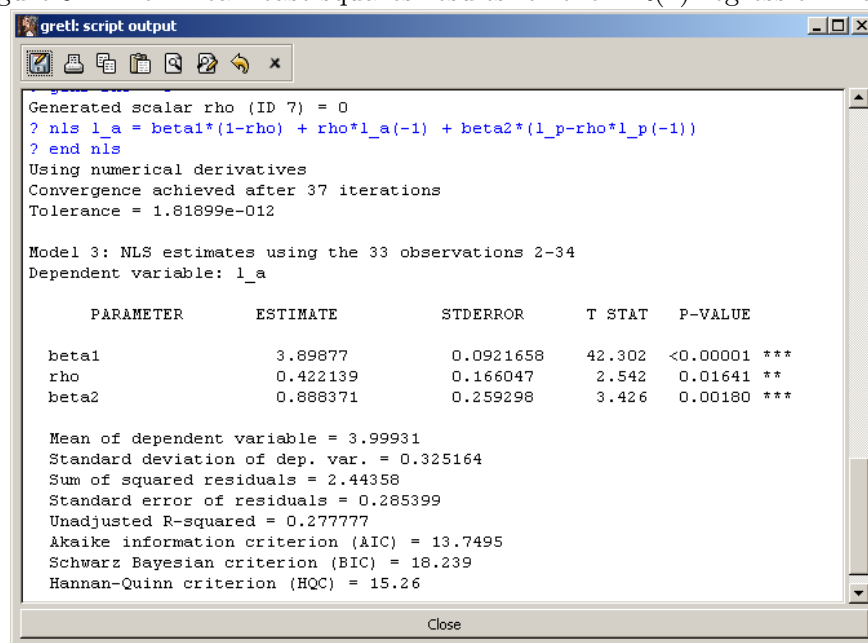 gretl: script output
Generated scalar rho (ID 7) = 0
? nls l_a = beta1*(1-rho) + rho*l_a(-1) + beta2*(l_p-rho*l_p(-1))
? end nls
Using numerical derivatives
Convergence achieved after 37 iterations
Tolerance = 1.81899e-012
Model 3: NLS estimates using the 33 observations 2-34
Dependent variable: l_a
PARAMETER ESTIMATE STDERROR T STAT P-VALUE
beta1 3.89877 0.0921658 42.302 <0.00001 ***
rho 0.422139 0.166047 2.542 0.01641 **
beta2 0.888371 0.259298 3.426 0.00180 ***
Mean of dependent variable = 3.99931
Standard deviation of dep. var. = 0.325164
Sum of squared residuals = 2.44358
Standard error of residuals = 0.285399
Unadjusted R-squared = 0.277777
Akaike information criterion (AIC) = 13.7495
Schwarz Bayesian criterion (BIC) = 18.239
Hannan-Quinn criterion (HQC) = 15.26
Close